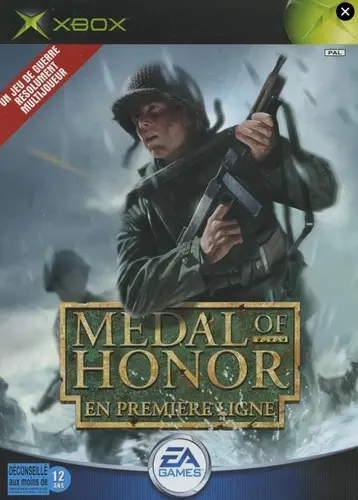 XBOX
UN JEU DE GUERRE
RÉSOLUMENT
MULTIJOUEUR
PAL
MEDAL OF
HONOR
EN PREMIÈRE LIGNE
DÉCONSEILLÉ
aux moins de
12
ANS
EA
GAMES